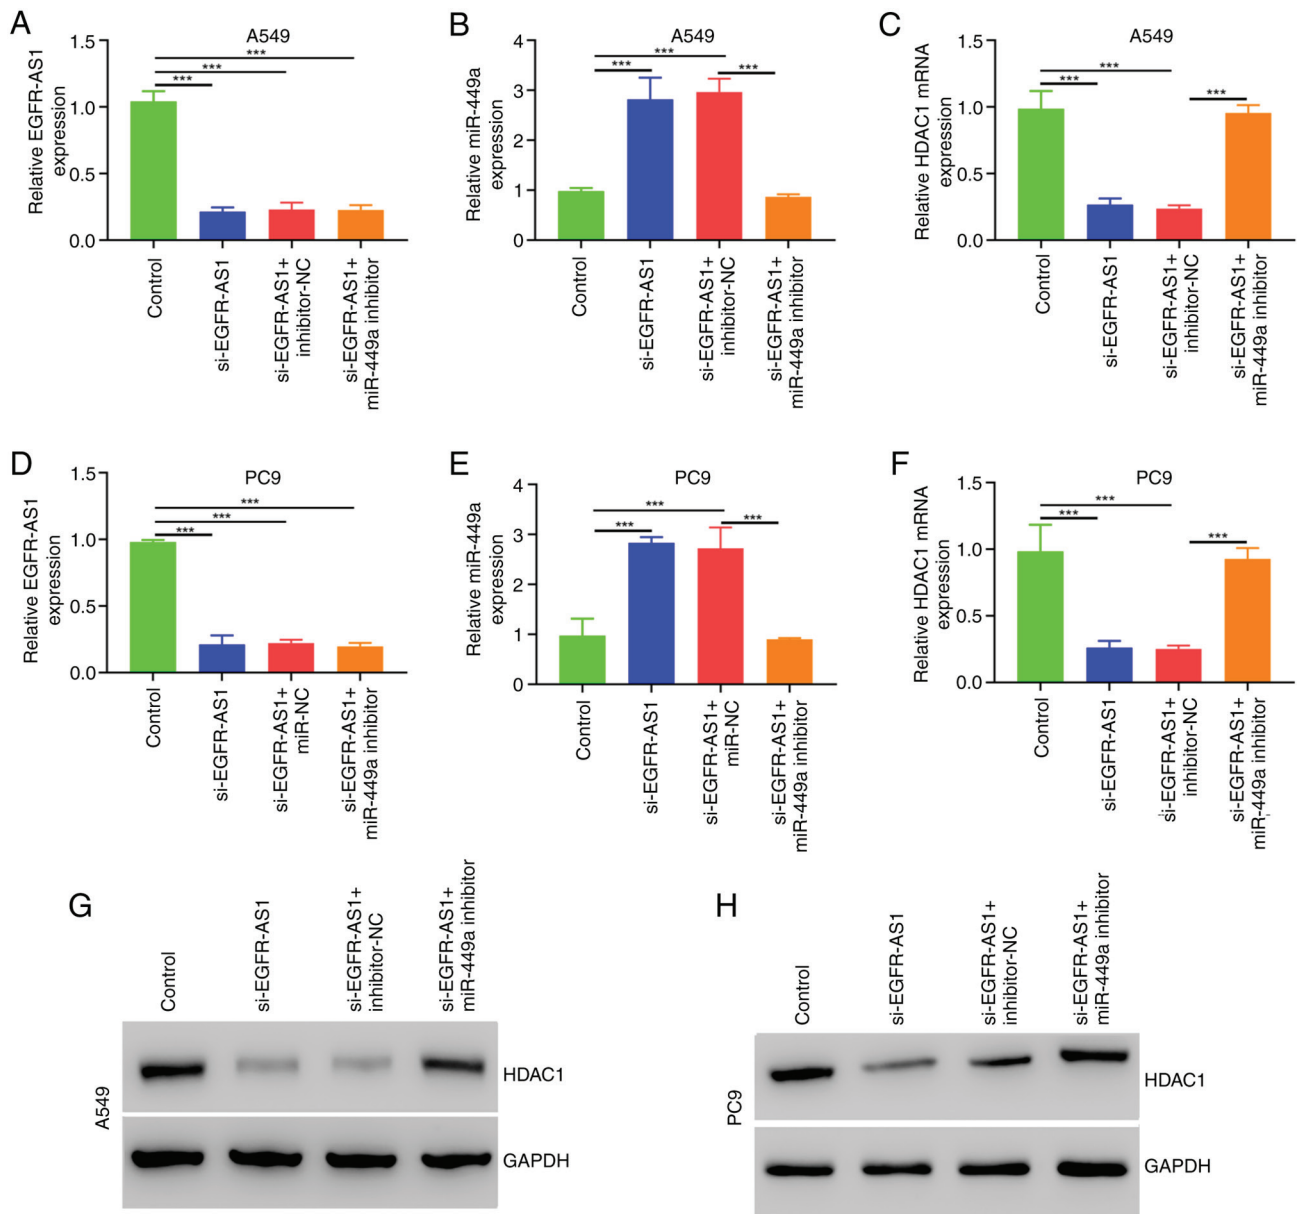 A
A549
Relative EGFR-AS1
expression
1.5
1.0
0.5
0.0
***
***
***
Control
si-EGFR-AS1
si-EGFR-AS1+
inhibitor-NC
si-EGFR-AS1+
miR-449a inhibitor
B
A549
Relative miR-449a
expression
4
3
2
1
0
***
***
***
Control
si-EGFR-AS1
si-EGFR-AS1+
inhibitor-NC
si-EGFR-AS1+
miR-449a inhibitor
C
A549
Relative HDAC1 mRNA
expression
1.5
1.0
0.5
0.0
***
***
***
Control
si-EGFR-AS1
si-EGFR-AS1+
inhibitor-NC
si-EGFR-AS1+
miR-449a inhibitor
D
PC9
Relative EGFR-AS1
expression
1.5
1.0
0.5
0.0
***
***
***
Control
si-EGFR-AS1
si-EGFR-AS1+
miR-NC
si-EGFR-AS1+
miR-449a inhibitor
E
PC9
Relative miR-449a
expression
4
3
2
1
0
***
***
***
Control
si-EGFR-AS1
si-EGFR-AS1+
miR-NC
si-EGFR-AS1+
miR-449a inhibitor
F
PC9
Relative HDAC1 mRNA
expression
1.5
1.0
0.5
0.0
***
***
***
Control
si-EGFR-AS1
si-EGFR-AS1+
inhibitor-NC
si-EGFR-AS1+
miR-449a inhibitor
G
Control
si-EGFR-AS1
si-EGFR-AS1+
inhibitor-NC
si-EGFR-AS1+
miR-449a inhibitor
A549
HDAC1
GAPDH
H
Control
si-EGFR-AS1
si-EGFR-AS1+
inhibitor-NC
si-EGFR-AS1+
miR-449a inhibitor
PC9
HDAC1
GAPDH